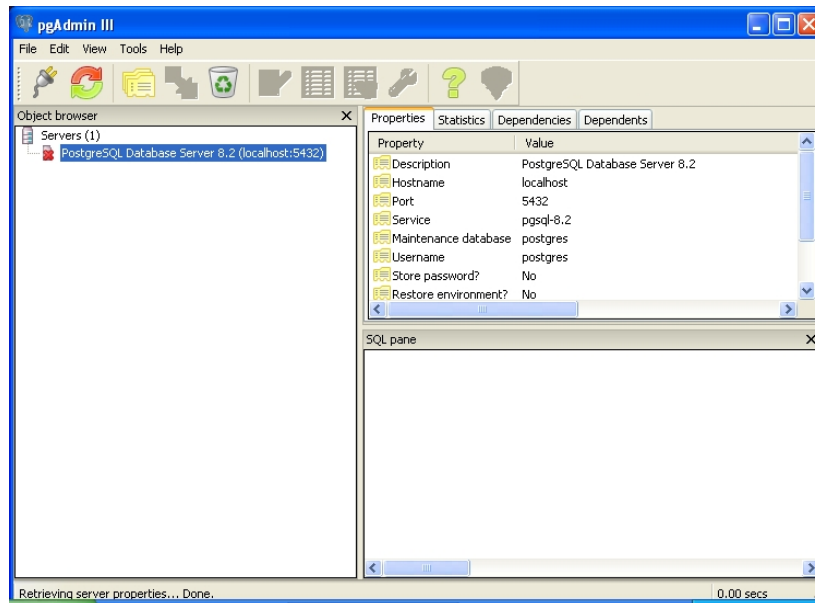 pgAdmin III
File Edit View Tools Help
Object browser
Servers (1)
PostgreSQL Database Server 8.2 (localhost:5432)
Properties Statistics Dependencies Dependents
Property Value
Description PostgreSQL Database Server 8.2
Hostname localhost
Port 5432
Service pgsql-8.2
Maintenance database postgres
Username postgres
Store password? No
Restore environment? No
SQL pane
Retrieving server properties... Done. 0.00 secs